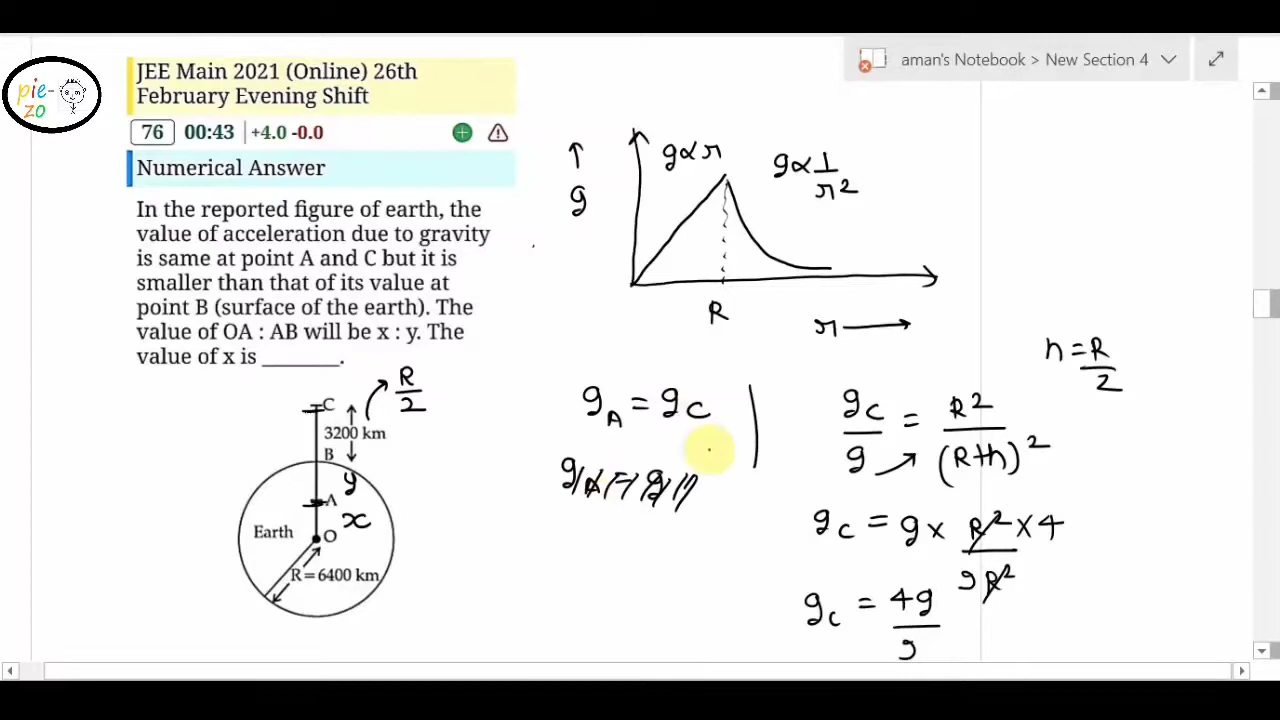 pie-
zo
JEE Main 2021 (Online) 26th
February Evening Shift
76 00:43 +4.0 -0.0
Numerical Answer
In the reported figure of earth, the
value of acceleration due to gravity
is same at point A and C but it is
smaller than that of its value at
point B (surface of the earth). The
value of OA : AB will be x : y. The
value of x is ________.
C
R/2
3200 km
B
y
A
x
Earth
O
R = 6400 km
aman's Notebook > New Section 4
↑
g
g∝r
g∝1/r²
R
r⟶
h = R/2
g_A = g_C
g_C/g = R²/(R+h)²
g_C = g × R² × 4 / 9R²
g_C = 4g/9